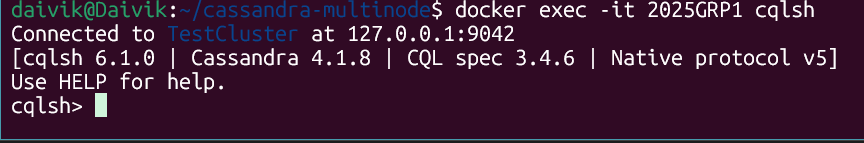 daivik@Daivik:~/cassandra-multinode$ docker exec -it 2025GRP1 cqlsh
Connected to TestCluster at 127.0.0.1:9042
[cqlsh 6.1.0 | Cassandra 4.1.8 | CQL spec 3.4.6 | Native protocol v5]
Use HELP for help.
cqlsh>